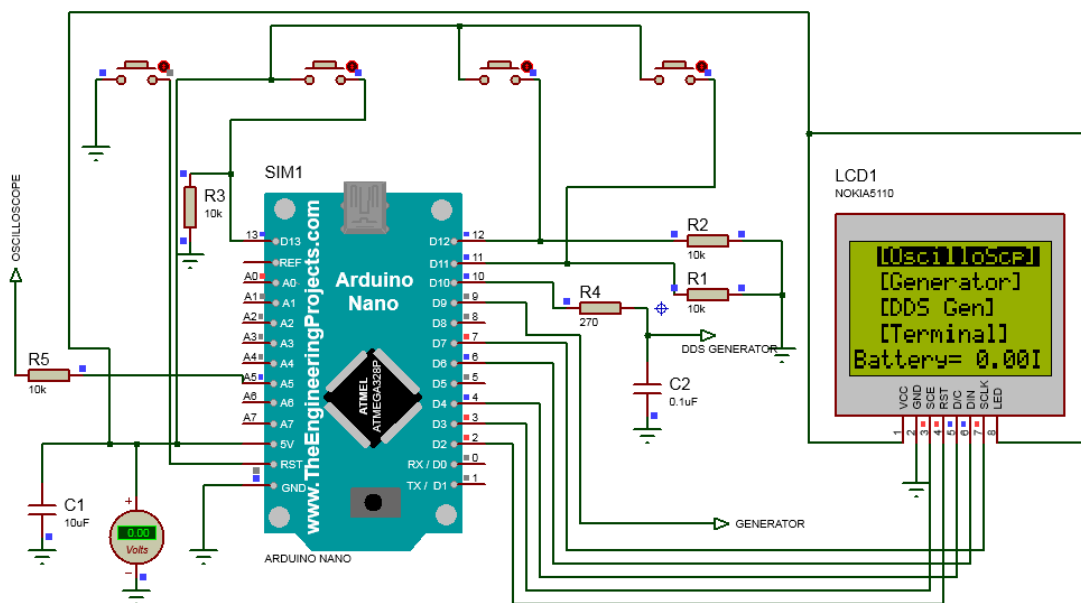 OSCILLOSCOPE
R5
10k
R3
10k
C1
10uF
+
0.00
Volts
SIM1
13
D13
REF
A0
A0
A1
A1
A2
A2
A3
A3
A4
A4
A5
A5
A6
A6
A7
A7
5V
RST
GND
www.TheEngineeringProjects.com
Arduino
Nano
ATMEL
ATMEGA328P
D12
12
D11
11
D10
10
D9
9
D8
8
D7
7
D6
6
D5
5
D4
4
D3
3
D2
2
RX / D0
0
TX / D1
1
ARDUINO NANO
R2
10k
R1
10k
R4
270
DDS GENERATOR
C2
0.1uF
GENERATOR
LCD1
NOKIA5110
[OscilloScp]
[Generator]
[DDS Gen]
[Terminal]
Battery= 0.00I
VCC
GND
SCE
RST
D/C
DIN
SCLK
LED
1
2
3
4
5
6
7
8